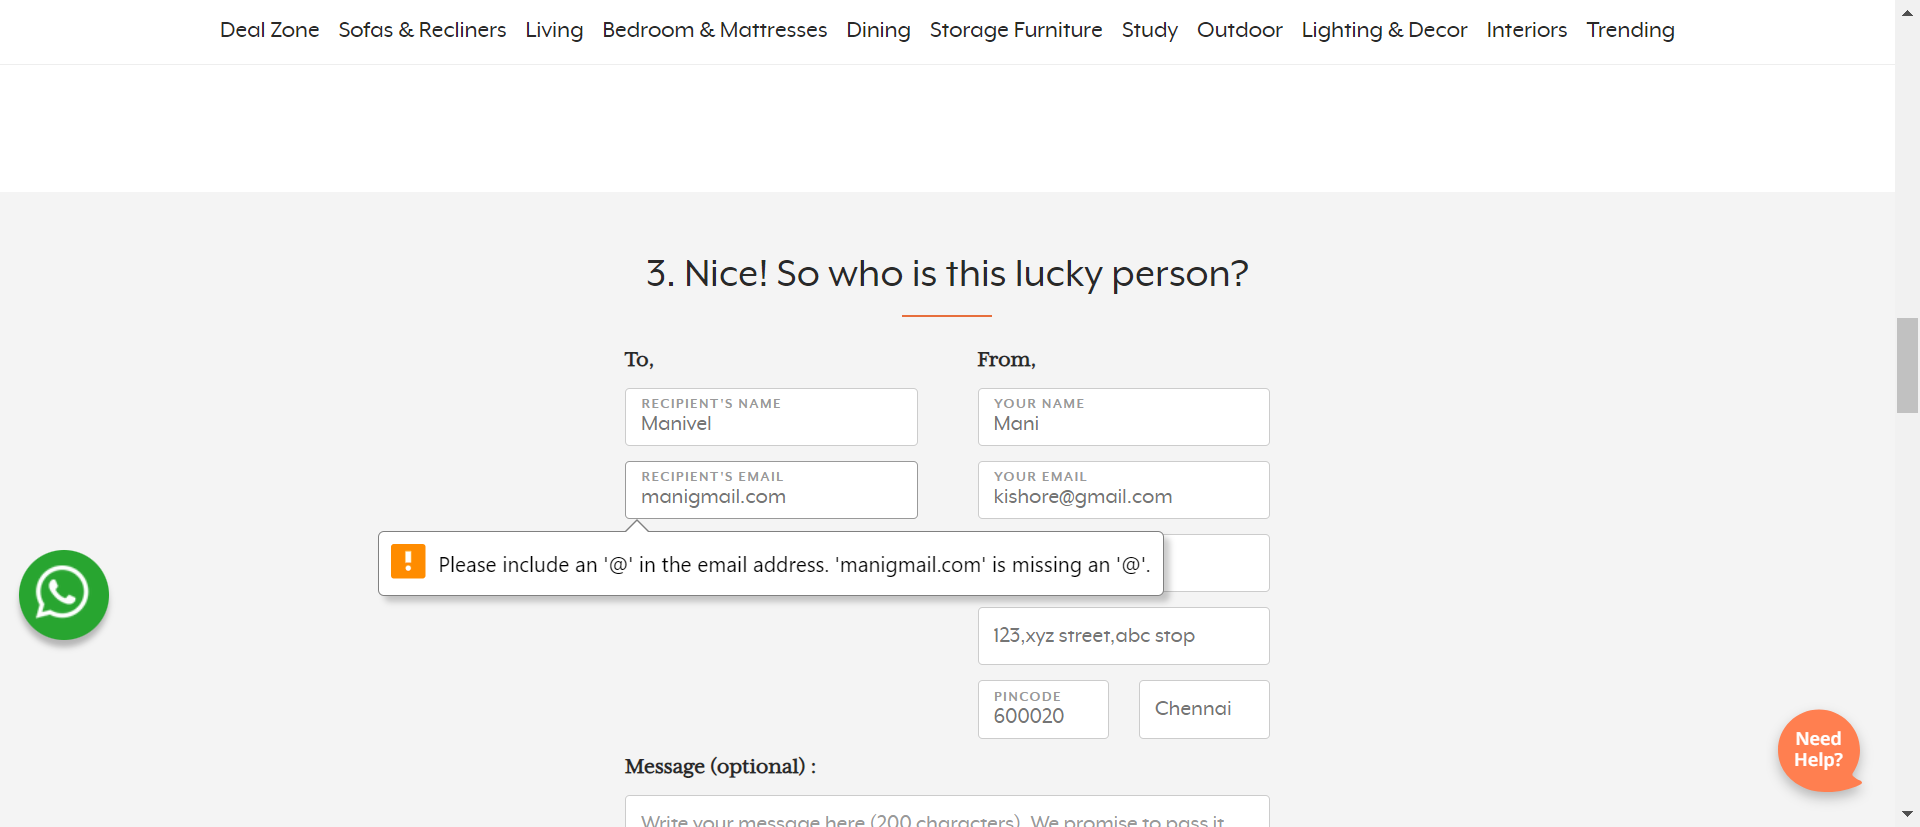 Deal Zone Sofas & Recliners Living Bedroom & Mattresses Dining Storage Furniture Study Outdoor Lighting & Decor Interiors Trending
3. Nice! So who is this lucky person?
To,
From,
RECIPIENT'S NAME
Manivel
YOUR NAME
Mani
RECIPIENT'S EMAIL
manigmail.com
YOUR EMAIL
kishore@gmail.com
Please include an '@' in the email address. 'manigmail.com' is missing an '@'.
123,xyz street,abc stop
PINCODE
600020
Chennai
Need
Help?
Message (optional) :
Write your message here (200 characters). We promise to pass it